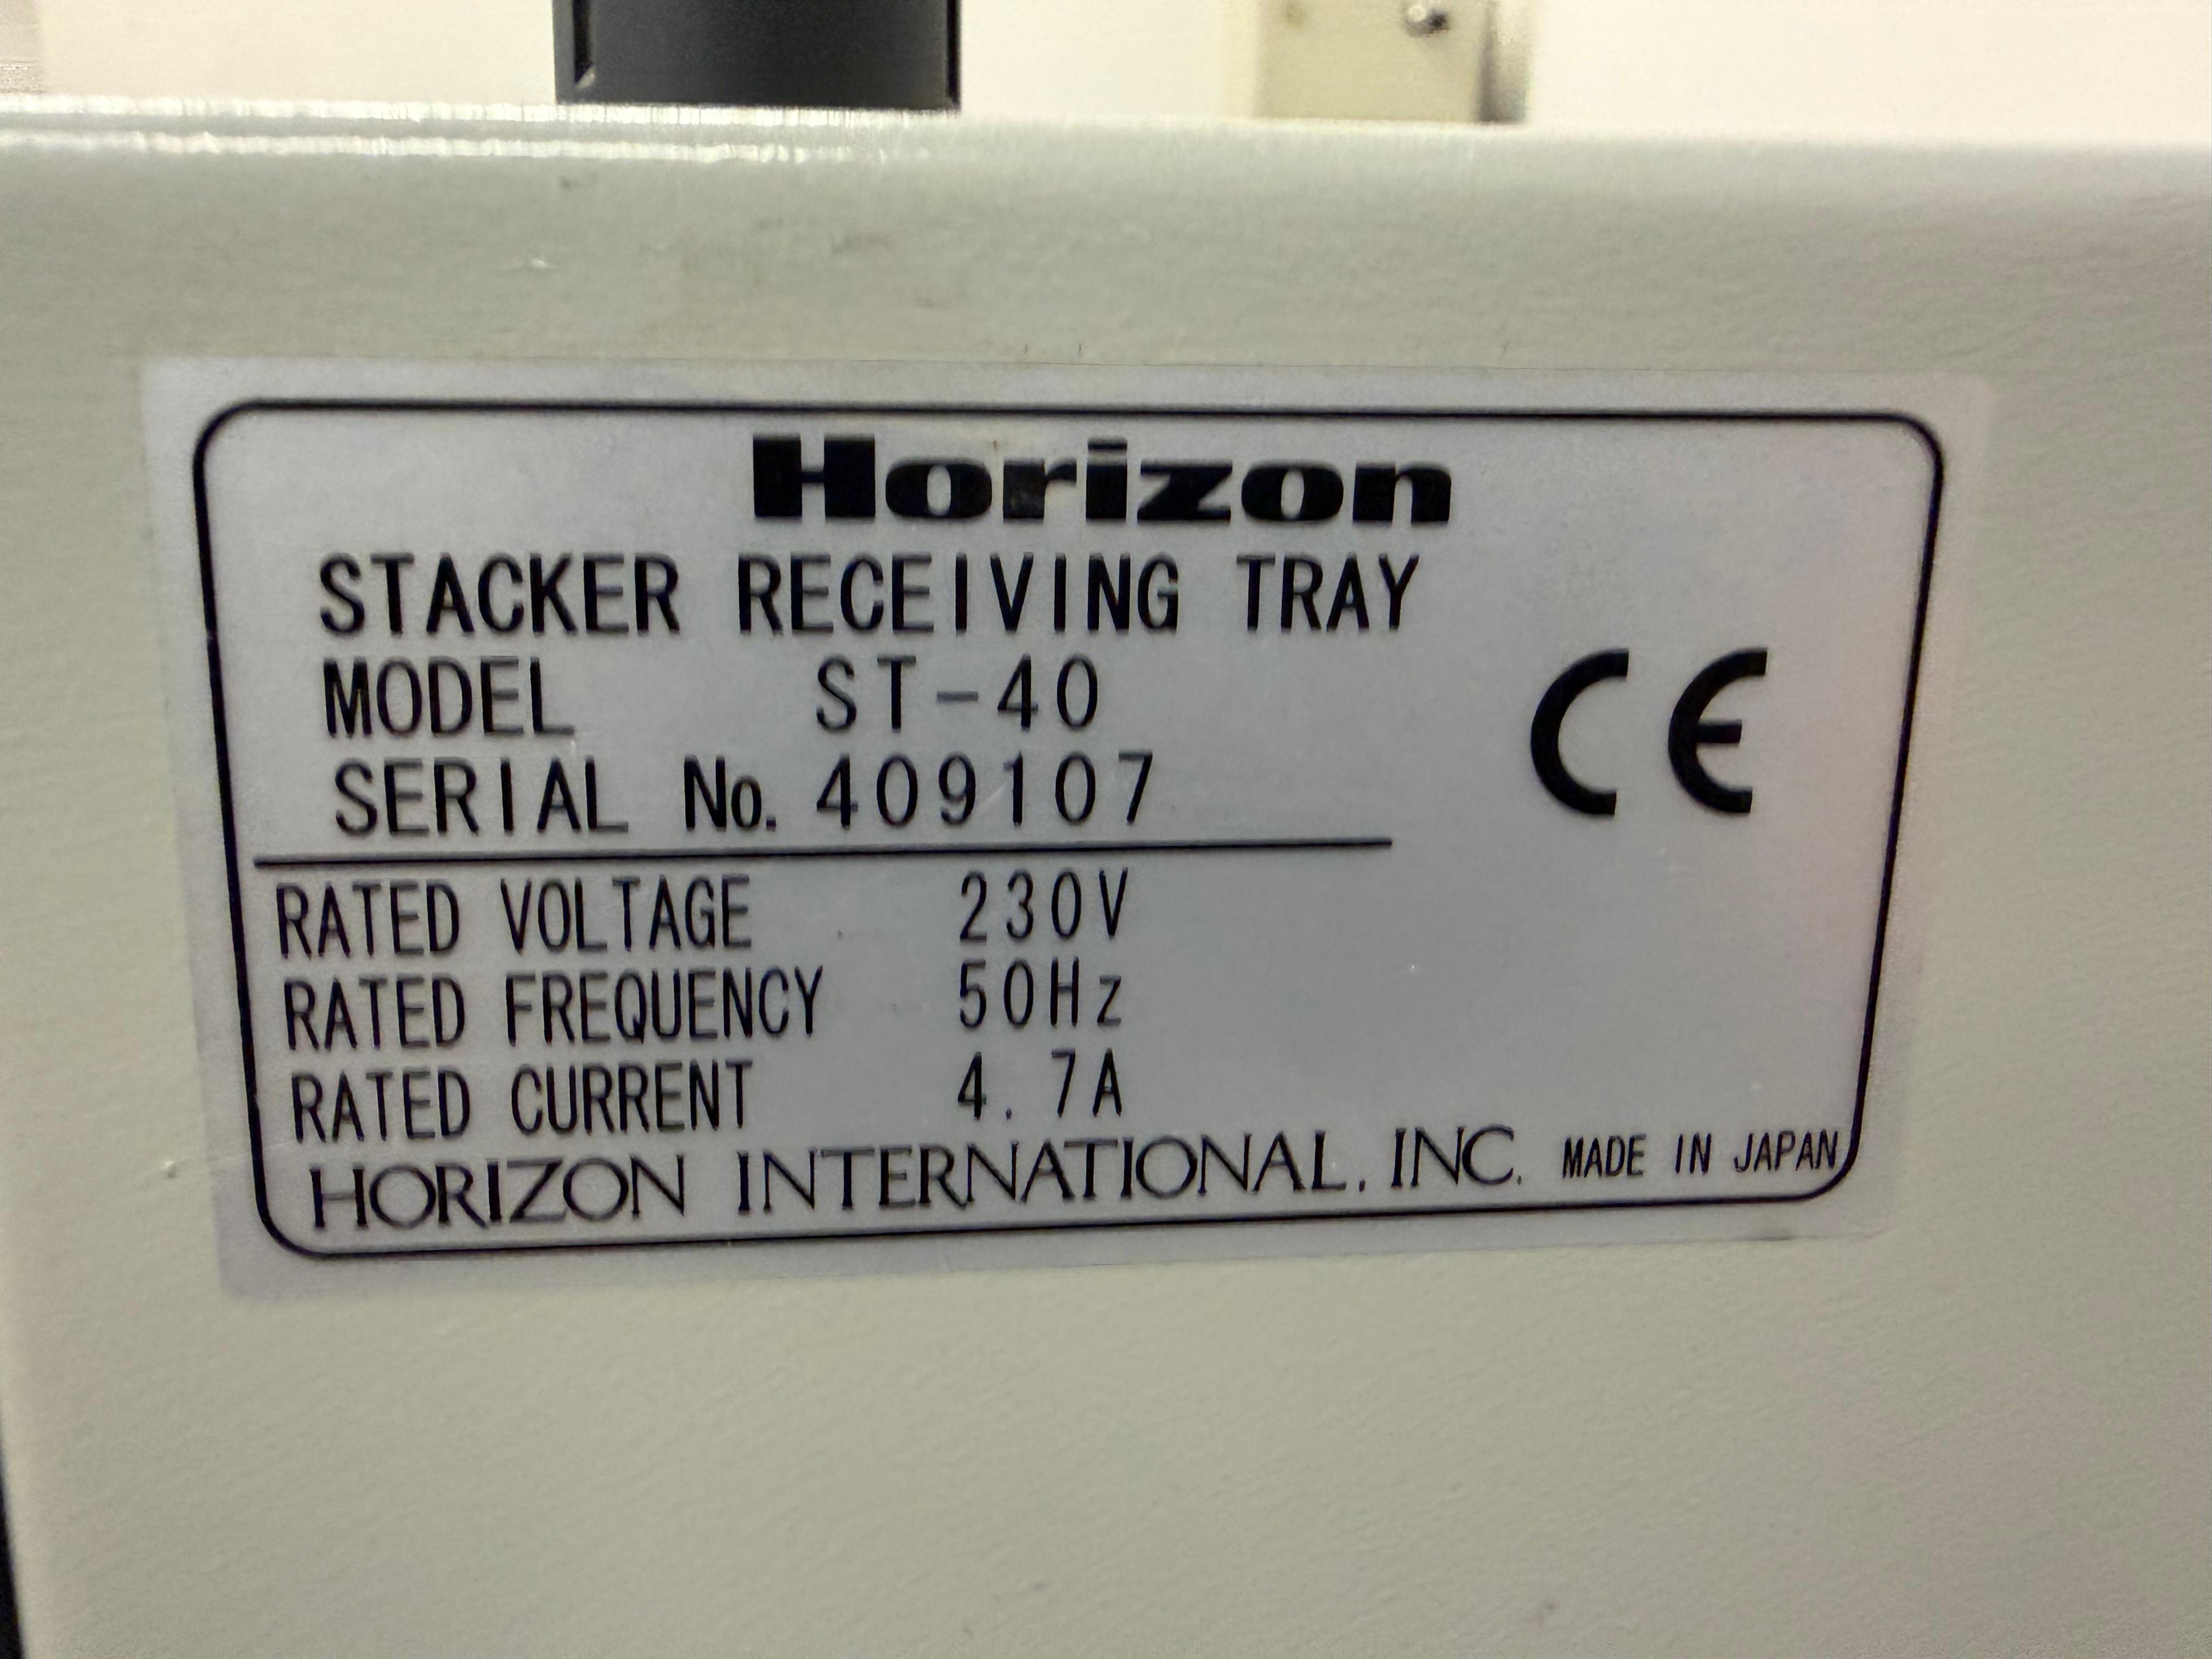 Horizon
STACKER RECEIVING TRAY
MODEL ST-40
SERIAL No. 409107
CE
RATED VOLTAGE 230V
RATED FREQUENCY 50Hz
RATED CURRENT 4.7A
HORIZON INTERNATIONAL. INC. MADE IN JAPAN